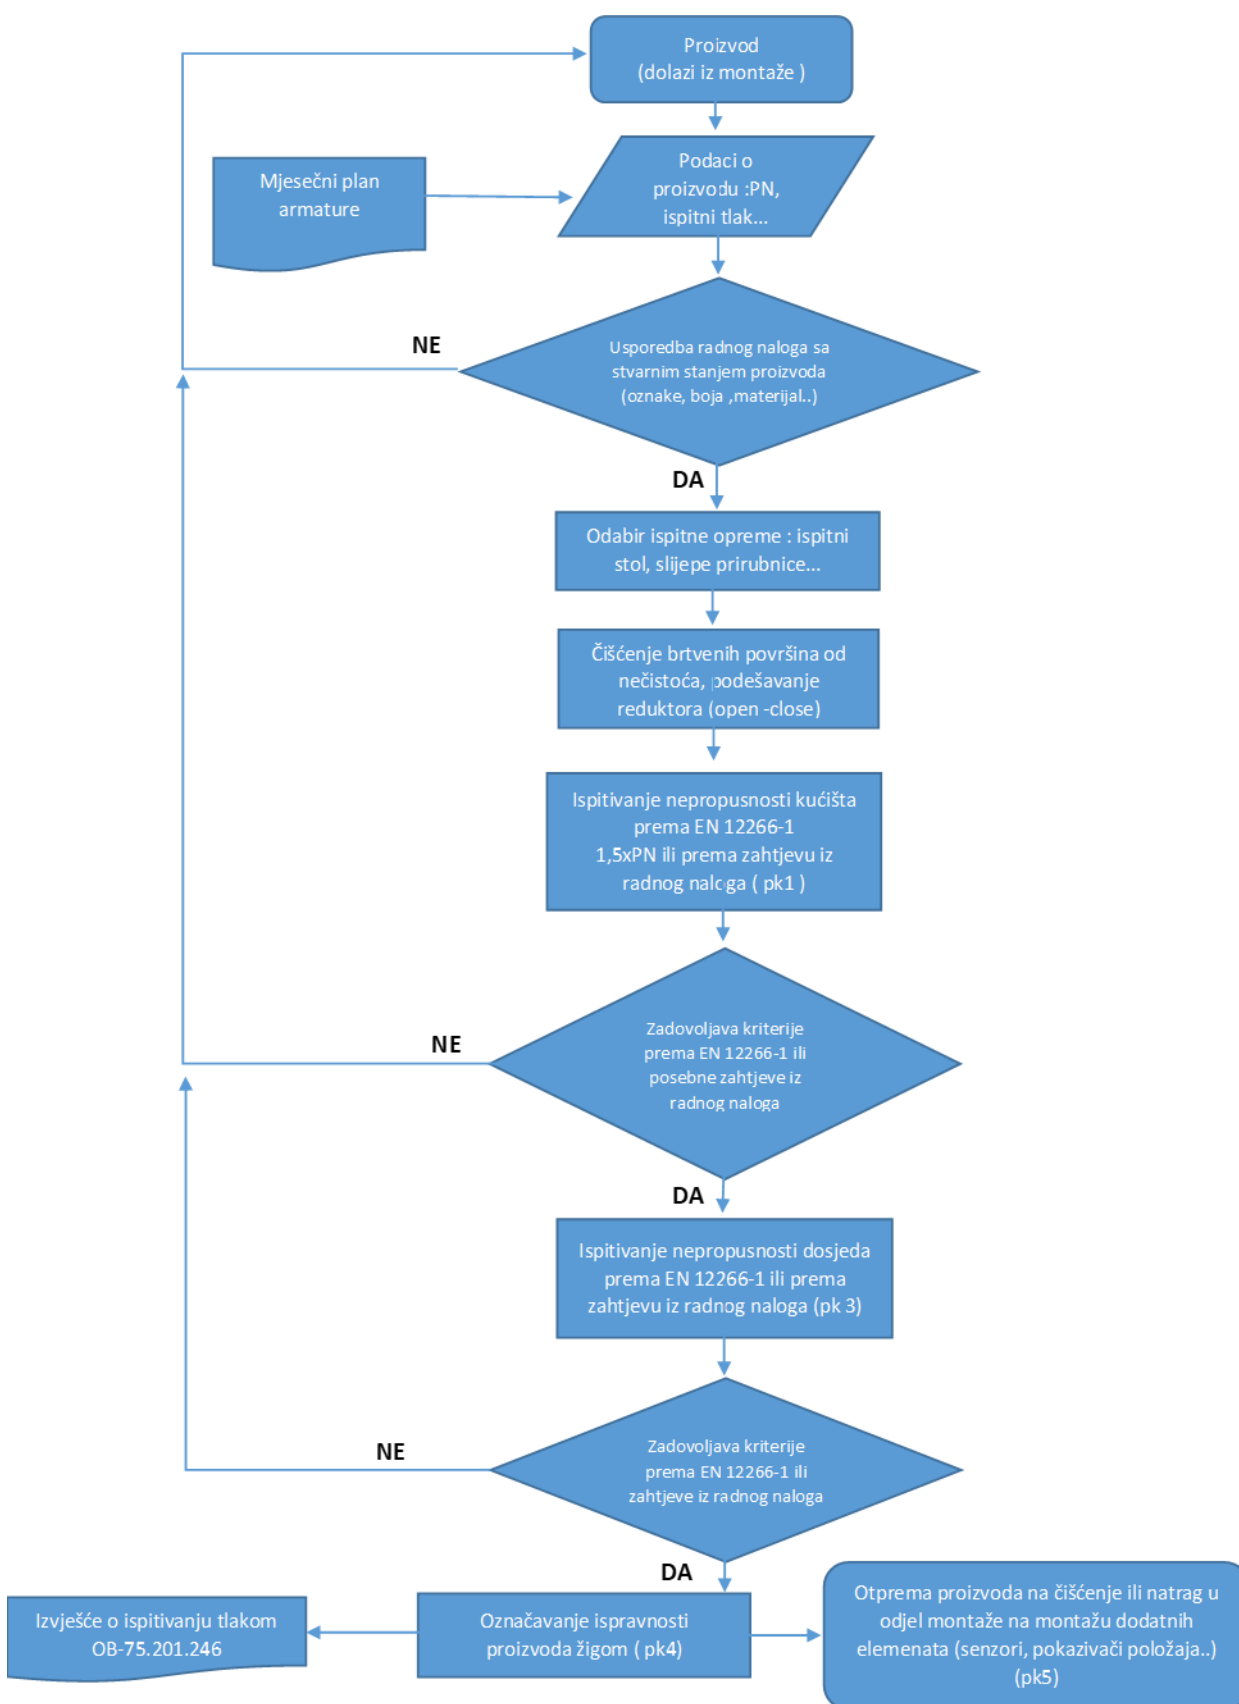 Proizvod
(dolazi iz montaže )
Mjesečni plan
armature
Podaci o
proizvodu :PN,
ispitni tlak...
NE
Usporedba radnog naloga sa
stvarnim stanjem proizvoda
(oznake, boja ,materijal..)
DA
Odabir ispitne opreme : ispitni
stol, slijepe prirubnice...
Čišćenje brtvenih površina od
nečistoća, podešavanje
reduktora (open -close)
Ispitivanje nepropusnosti kućišta
prema EN 12266-1
1,5xPN ili prema zahtjevu iz
radnog naloga ( pk1 )
NE
Zadovoljava kriterije
prema EN 12266-1 ili
posebne zahtjeve iz
radnog naloga
DA
Ispitivanje nepropusnosti dosjeda
prema EN 12266-1 ili prema
zahtjevu iz radnog naloga (pk 3)
NE
Zadovoljava kriterije
prema EN 12266-1 ili
zahtjeve iz radnog naloga
DA
Izvješće o ispitivanju tlakom
OB-75.201.246
Označavanje ispravnosti
proizvoda žigom ( pk4)
Otprema proizvoda na čišćenje ili natrag u
odjel montaže na montažu dodatnih
elemenata (senzori, pokazivači položaja..)
(pk5)